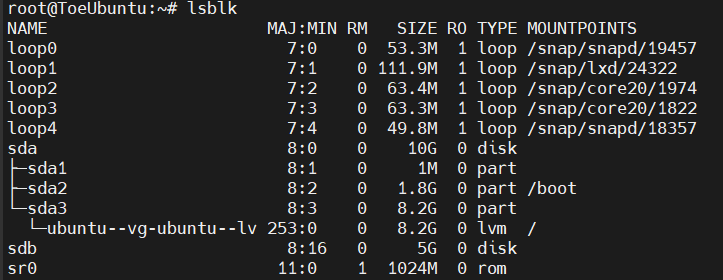 root@ToeUbuntu:~# lsblk
NAME                      MAJ:MIN RM   SIZE RO TYPE MOUNTPOINTS
loop0                       7:0    0  53.3M  1 loop /snap/snapd/19457
loop1                       7:1    0 111.9M  1 loop /snap/lxd/24322
loop2                       7:2    0  63.4M  1 loop /snap/core20/1974
loop3                       7:3    0  63.3M  1 loop /snap/core20/1822
loop4                       7:4    0  49.8M  1 loop /snap/snapd/18357
sda                         8:0    0    10G  0 disk
├─sda1                      8:1    0     1M  0 part
├─sda2                      8:2    0   1.8G  0 part /boot
└─sda3                      8:3    0   8.2G  0 part
  └─ubuntu--vg-ubuntu--lv 253:0    0   8.2G  0 lvm  /
sdb                         8:16   0     5G  0 disk
sr0                        11:0    1  1024M  0 rom